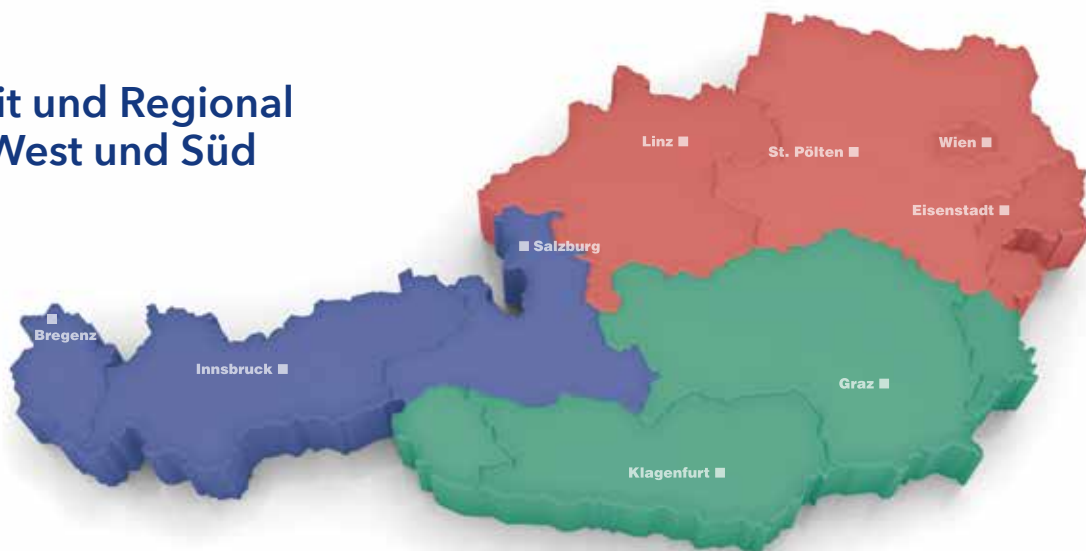 it und Regional
West und Süd
Linz
St. Pölten
Wien
Eisenstadt
Salzburg
Bregenz
Innsbruck
Graz
Klagenfurt